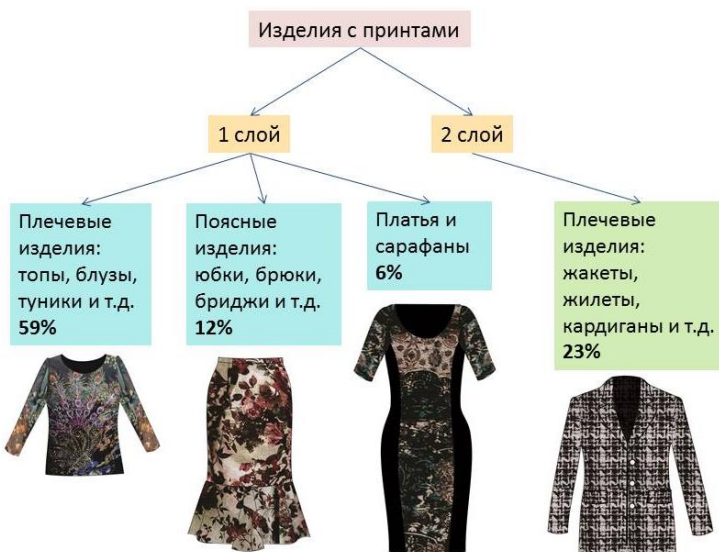 Изделия с принтами
1 слой
2 слой
Плечевые
изделия:
топы, блузы,
туники и т.д.
59%
Поясные
изделия:
юбки, брюки,
бриджи и т.д.
12%
Платья и
сарафаны
6%
Плечевые
изделия:
жакеты,
жилеты,
кардиганы и т.д.
23%